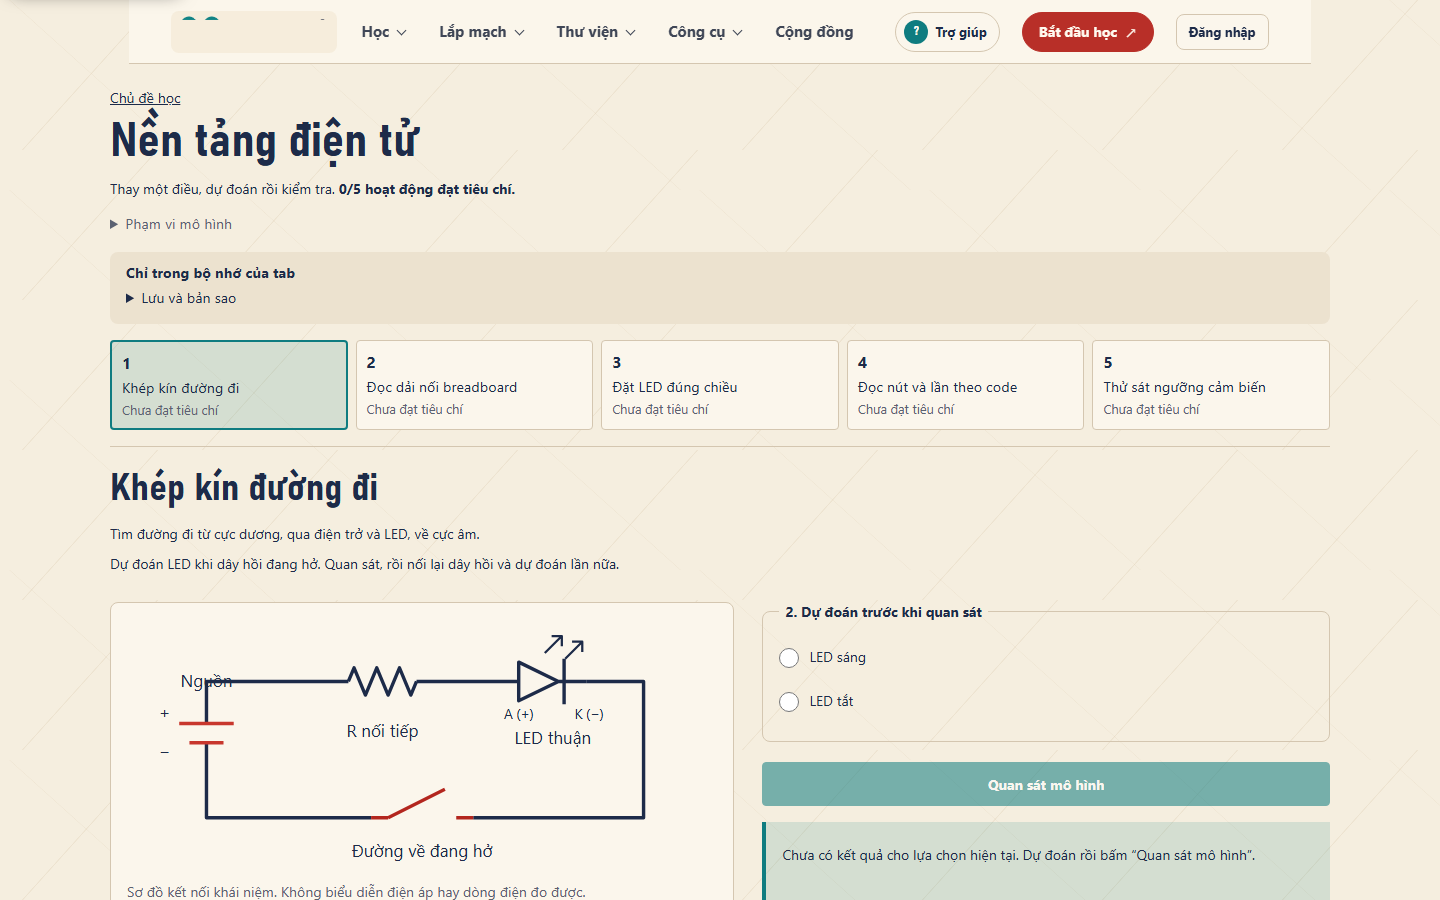 Học
Lắp mạch
Thư viện
Công cụ
Cộng đồng
? Trợ giúp
Bắt đầu học ↗
Đăng nhập
Chủ đề học
Nền tảng điện tử
Thay một điều, dự đoán rồi kiểm tra. 0/5 hoạt động đạt tiêu chí.
Phạm vi mô hình
Chỉ trong bộ nhớ của tab
Lưu và bản sao
1
Khép kín đường đi
Chưa đạt tiêu chí
2
Đọc dải nối breadboard
Chưa đạt tiêu chí
3
Đặt LED đúng chiều
Chưa đạt tiêu chí
4
Đọc nút và lần theo code
Chưa đạt tiêu chí
5
Thử sát ngưỡng cảm biến
Chưa đạt tiêu chí
Khép kín đường đi
Tìm đường đi từ cực dương, qua điện trở và LED, về cực âm.
Dự đoán LED khi dây hồi đang hở. Quan sát, rồi nối lại dây hồi và dự đoán lần nữa.
Nguồn
+
−
R nối tiếp
A (+)
K (−)
LED thuận
Đường về đang hở
Sơ đồ kết nối khái niệm. Không biểu diễn điện áp hay dòng điện đo được.
2. Dự đoán trước khi quan sát
LED sáng
LED tắt
Quan sát mô hình
Chưa có kết quả cho lựa chọn hiện tại. Dự đoán rồi bấm “Quan sát mô hình”.